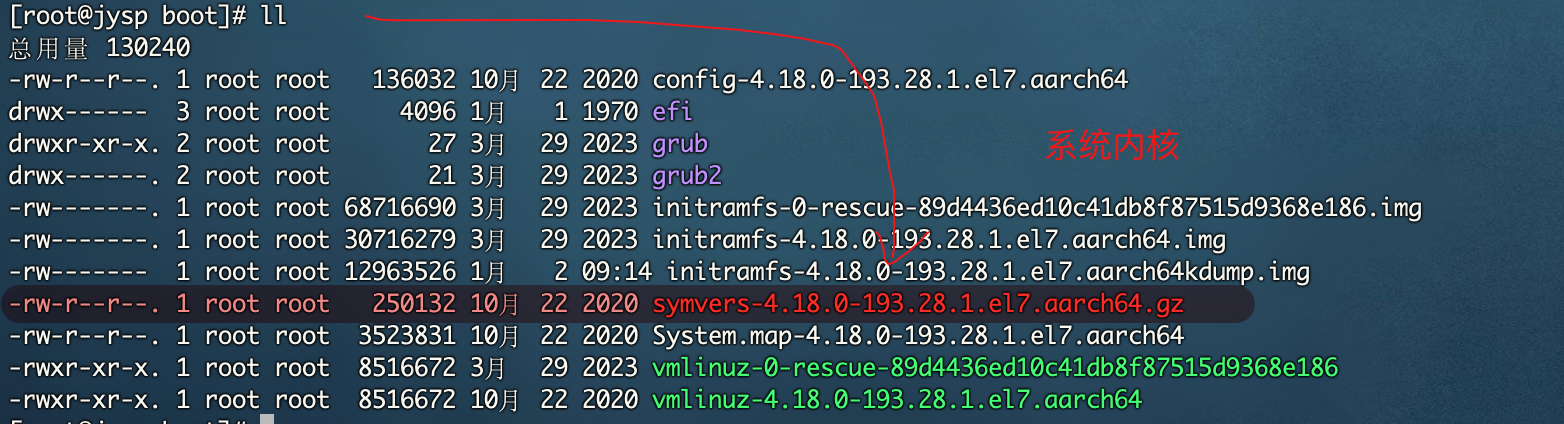 [root@jysp boot]# ll
总用量 130240
-rw-r--r--. 1 root root   136032 10月  22 2020 config-4.18.0-193.28.1.el7.aarch64
drwx------  3 root root     4096 1月    1 1970 efi
drwxr-xr-x. 2 root root       27 3月   29 2023 grub
系统内核
drwx------. 2 root root       21 3月   29 2023 grub2
-rw-------. 1 root root 68716690 3月   29 2023 initramfs-0-rescue-89d4436ed10c41db8f87515d9368e186.img
-rw-------. 1 root root 30716279 3月   29 2023 initramfs-4.18.0-193.28.1.el7.aarch64.img
-rw-------  1 root root 12963526 1月    2 09:14 initramfs-4.18.0-193.28.1.el7.aarch64kdump.img
-rw-r--r--. 1 root root   250132 10月  22 2020 symvers-4.18.0-193.28.1.el7.aarch64.gz
-rw-r--r--. 1 root root  3523831 10月  22 2020 System.map-4.18.0-193.28.1.el7.aarch64
-rwxr-xr-x. 1 root root  8516672 3月   29 2023 vmlinuz-0-rescue-89d4436ed10c41db8f87515d9368e186
-rwxr-xr-x. 1 root root  8516672 10月  22 2020 vmlinuz-4.18.0-193.28.1.el7.aarch64